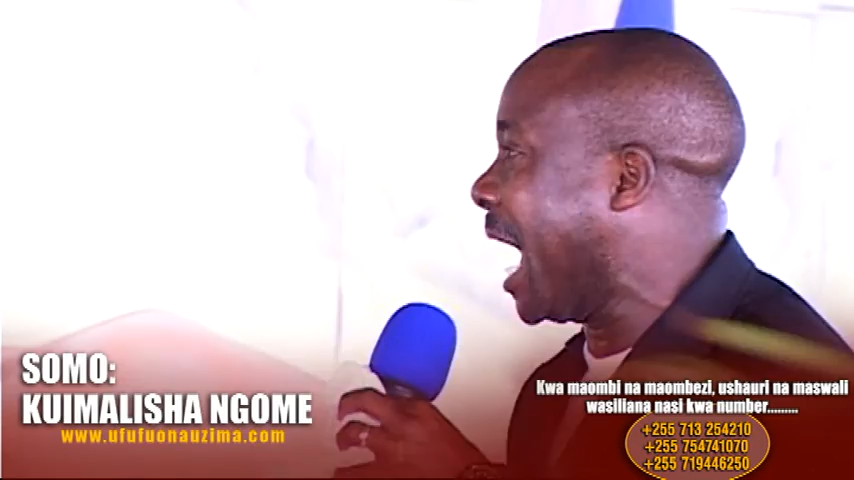 SOMO:
KUIMALISHA NGOME
www.ufufuonauzima.com
Kwa maombi na maombezi, ushauri na maswali
wasiliana nasi kwa number..........
+255 713 254210
+255 754741070
+255 719446250